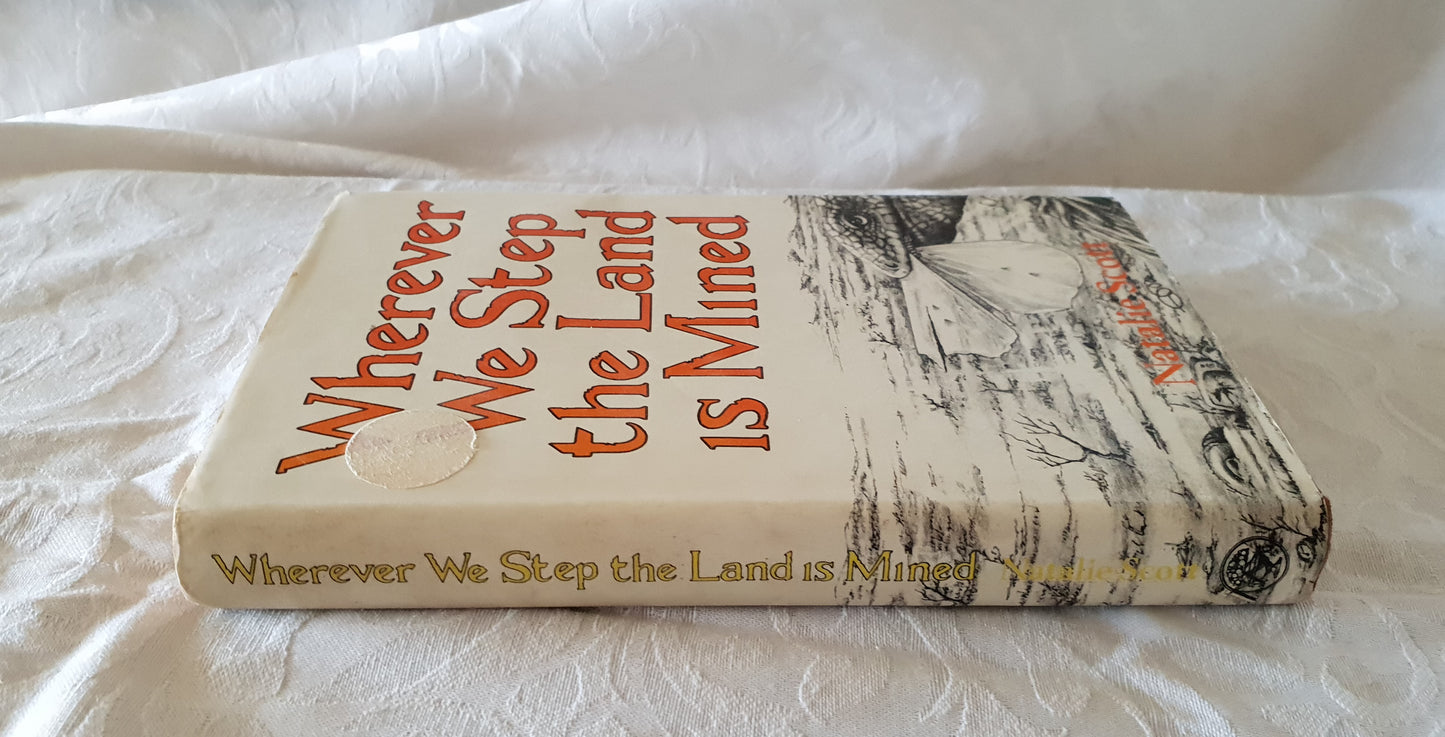 Wherever
We Step
the Land
is Mined
Natalie Scott
Wherever We Step the Land is Mined Natalie Scott